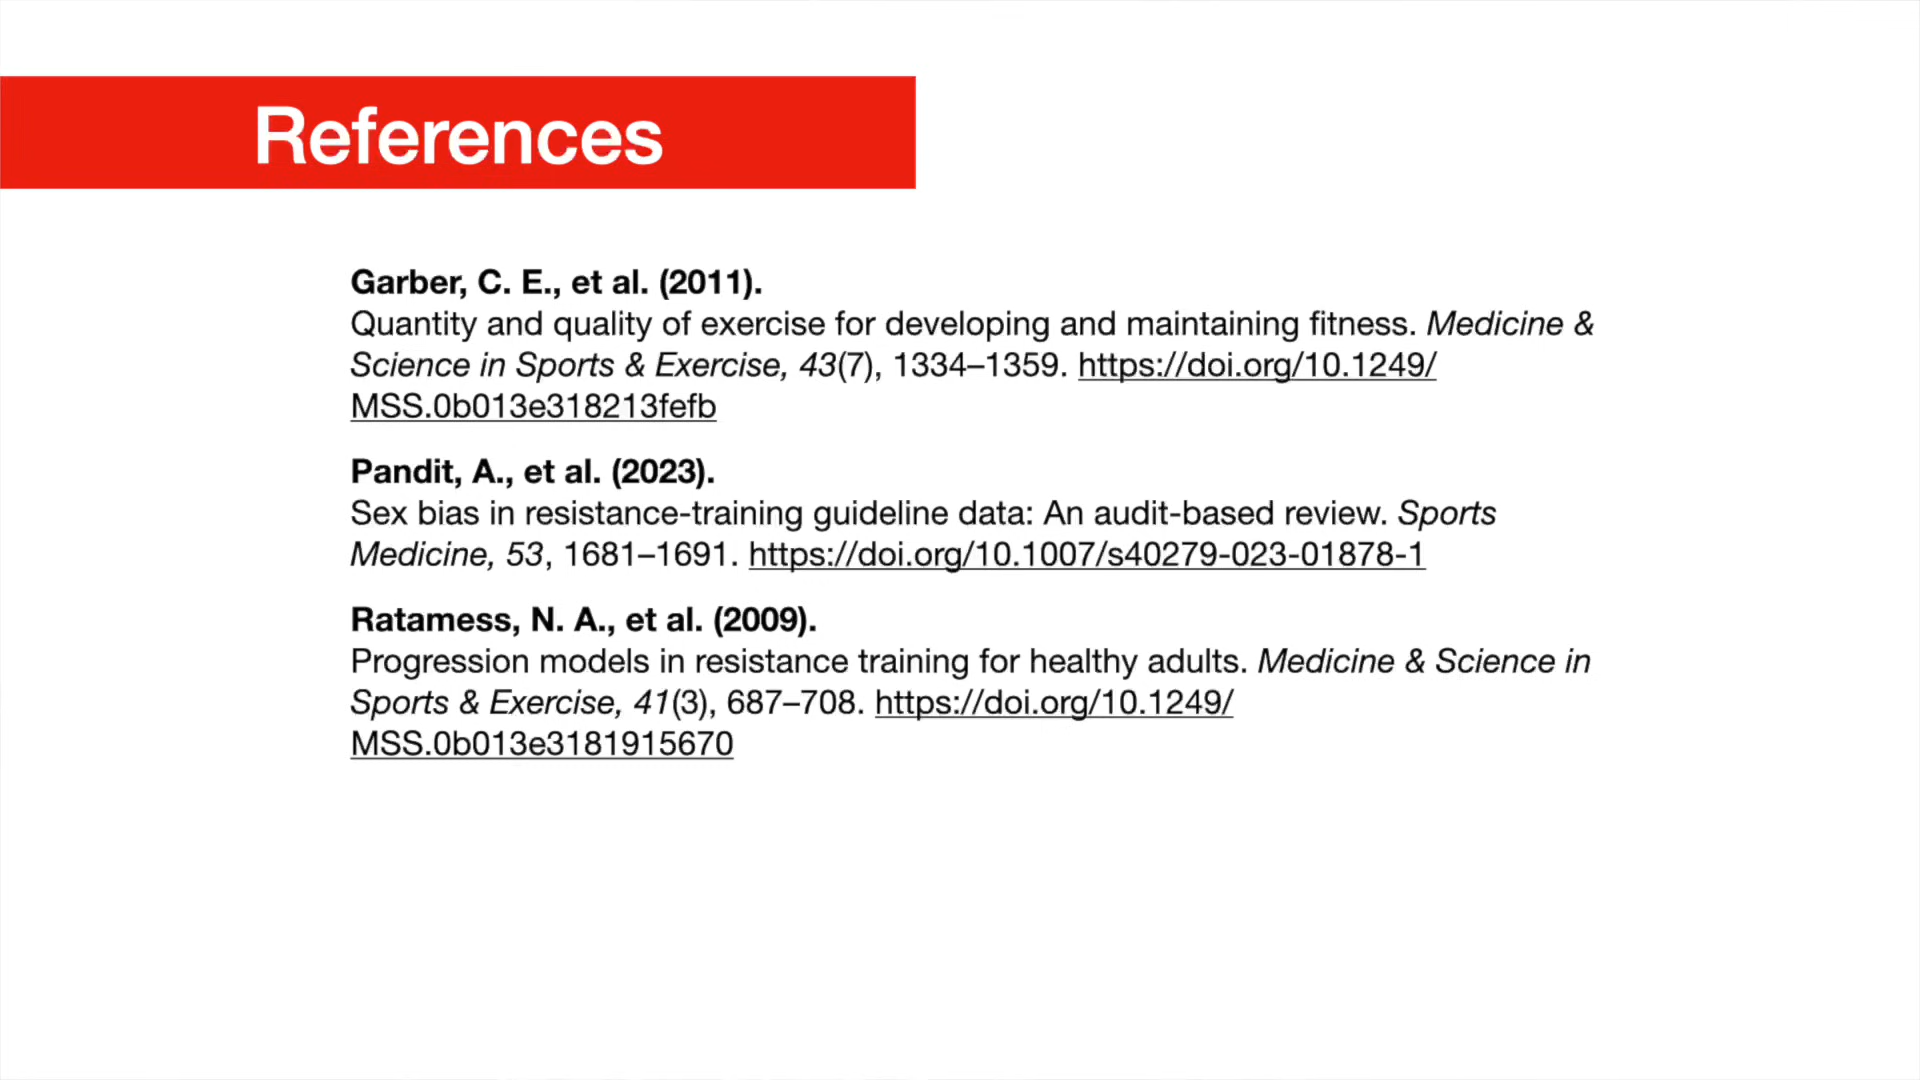 References
Garber, C. E., et al. (2011).
Quantity and quality of exercise for developing and maintaining fitness. Medicine &
Science in Sports & Exercise, 43(7), 1334–1359. https://doi.org/10.1249/
MSS.0b013e318213fefb
Pandit, A., et al. (2023).
Sex bias in resistance-training guideline data: An audit-based review. Sports
Medicine, 53, 1681–1691. https://doi.org/10.1007/s40279-023-01878-1
Ratamess, N. A., et al. (2009).
Progression models in resistance training for healthy adults. Medicine & Science in
Sports & Exercise, 41(3), 687–708. https://doi.org/10.1249/
MSS.0b013e3181915670